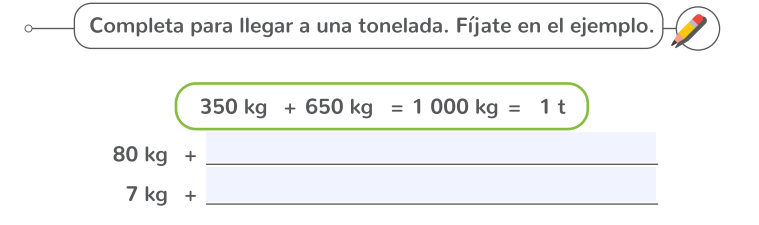 Completa para llegar a una tonelada. Fíjate en el ejemplo.
350 kg + 650 kg = 1 000 kg = 1 t
80 kg +
7 kg +